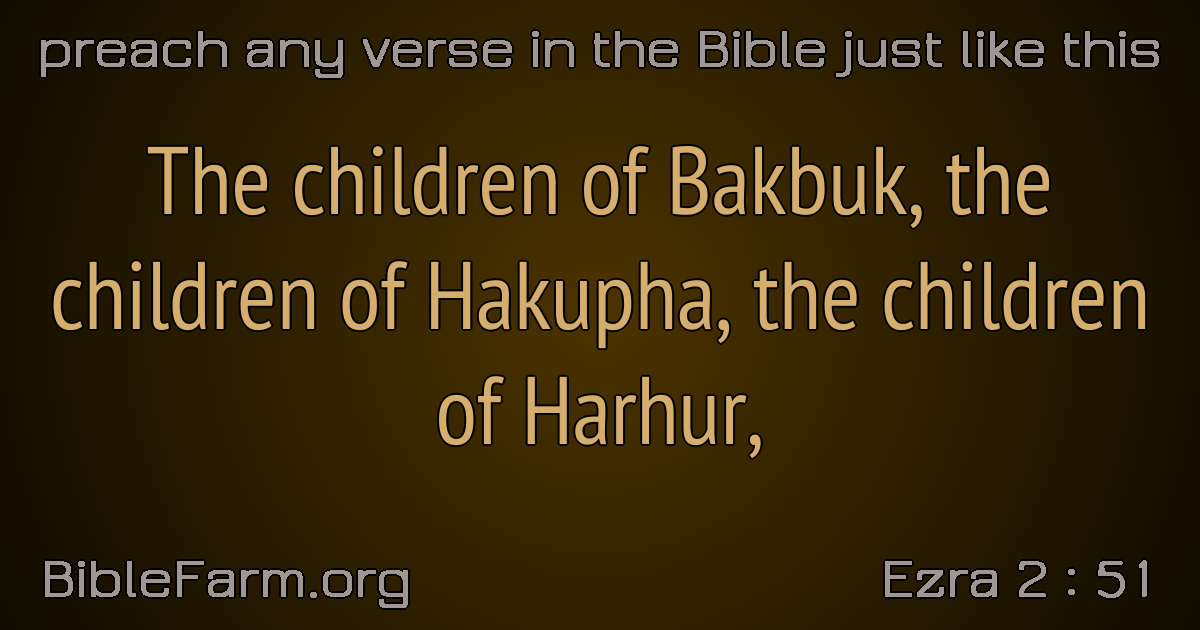 preach any verse in the Bible just like this
The children of Bakbuk, the
children of Hakupha, the children
of Harhur,
BibleFarm.org
Ezra 2 : 51